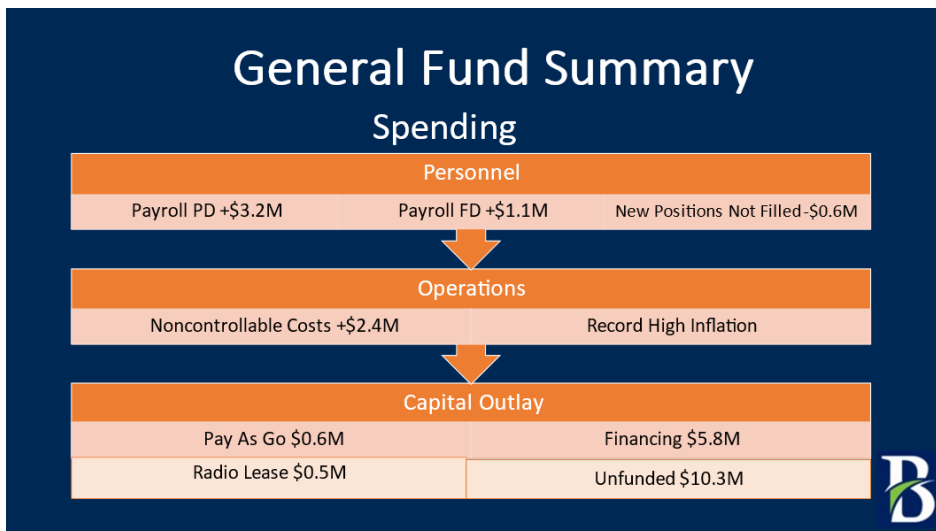 General Fund Summary
Spending
Personnel
Payroll PD +$3.2M
Payroll FD +$1.1M
New Positions Not Filled -$0.6M
Operations
Noncontrollable Costs +$2.4M
Record High Inflation
Capital Outlay
Pay As Go $0.6M
Financing $5.8M
Radio Lease $0.5M
Unfunded $10.3M
B